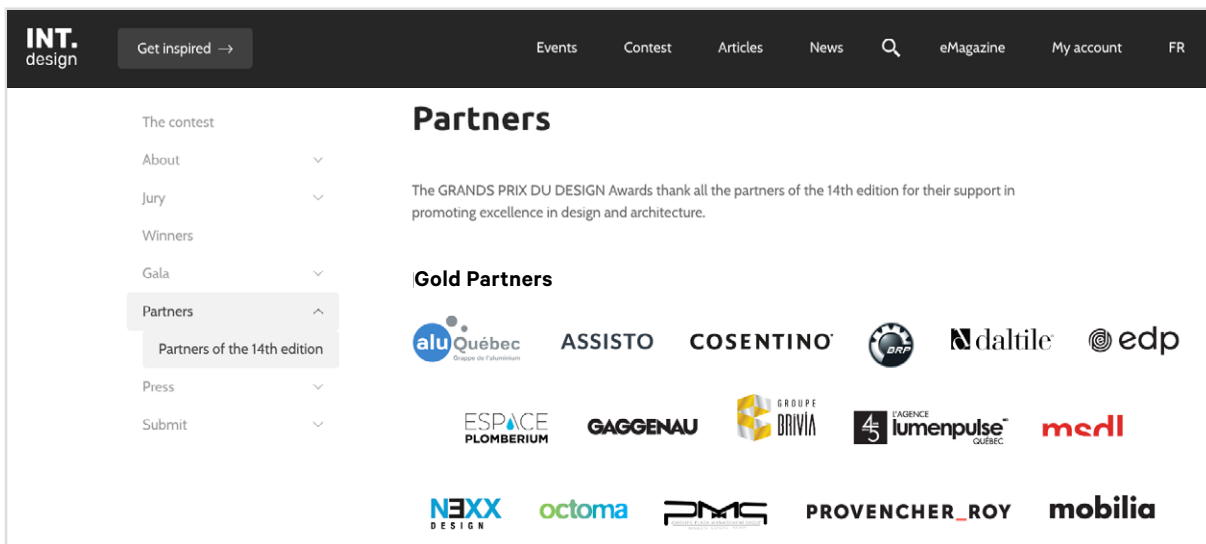 INT.
design
Get inspired →
Events Contest Articles News eMagazine My account FR
The contest
About
Jury
Winners
Gala
Partners
Partners of the 14th edition
Press
Submit
Partners
The GRANDS PRIX DU DESIGN Awards thank all the partners of the 14th edition for their support in
promoting excellence in design and architecture.
Gold Partners
aluQuébec
Grappe de l'aluminium
ASSISTO
COSENTINO
BRP
daltile
edp
ESPACE
PLOMBERIUM
GAGGENAU
GROUPE
BRIVIA
45
L'AGENCE
lumenpulse
QUÉBEC
msdl
NEXX
DESIGN
octoma
PMG
PROVENCHER_ROY
mobilia